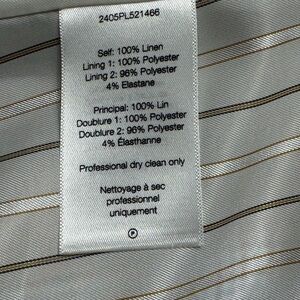 2405PL521466
Self: 100% Linen
Lining 1: 100% Polyester
Lining 2: 96% Polyester
4% Elastane
Principal: 100% Lin
Doublure 1: 100% Polyester
Doublure 2: 96% Polyester
4% Élasthanne
Professional dry clean only
Nettoyage à sec
professionnel
uniquement
P